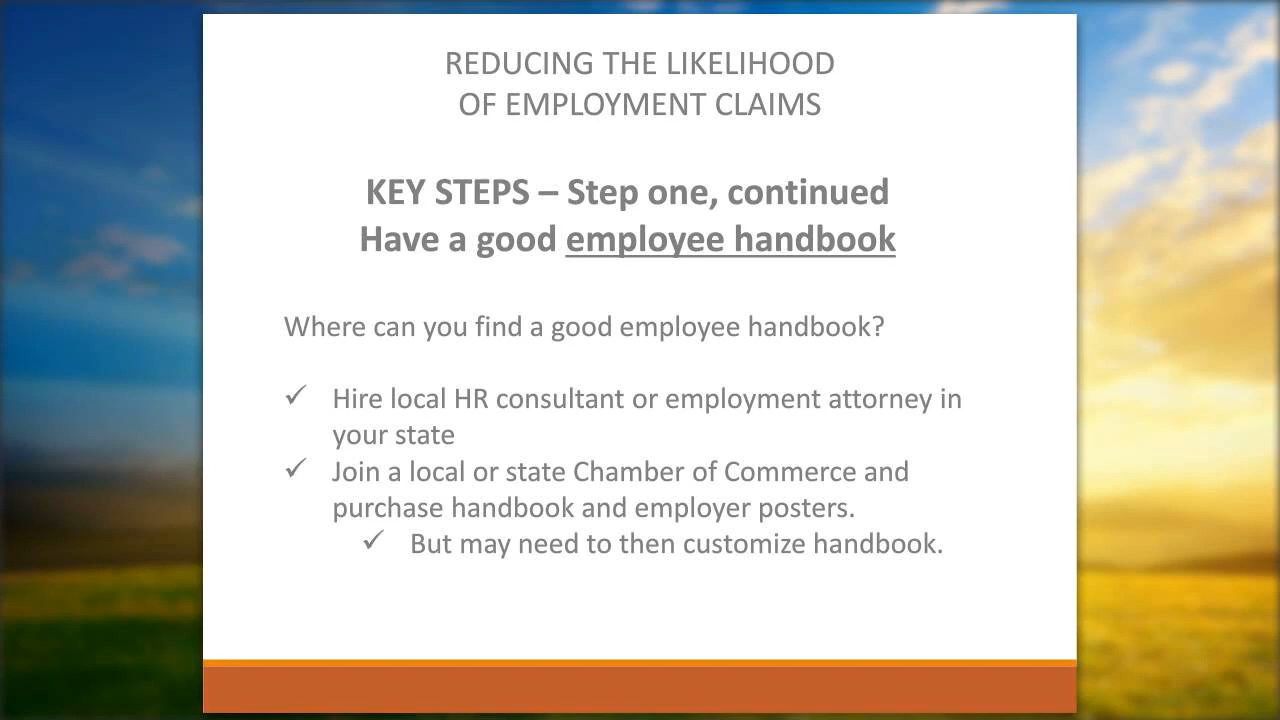 REDUCING THE LIKELIHOOD
OF EMPLOYMENT CLAIMS
KEY STEPS – Step one, continued
Have a good employee handbook
Where can you find a good employee handbook?
✓ Hire local HR consultant or employment attorney in
your state
✓ Join a local or state Chamber of Commerce and
purchase handbook and employer posters.
✓ But may need to then customize handbook.